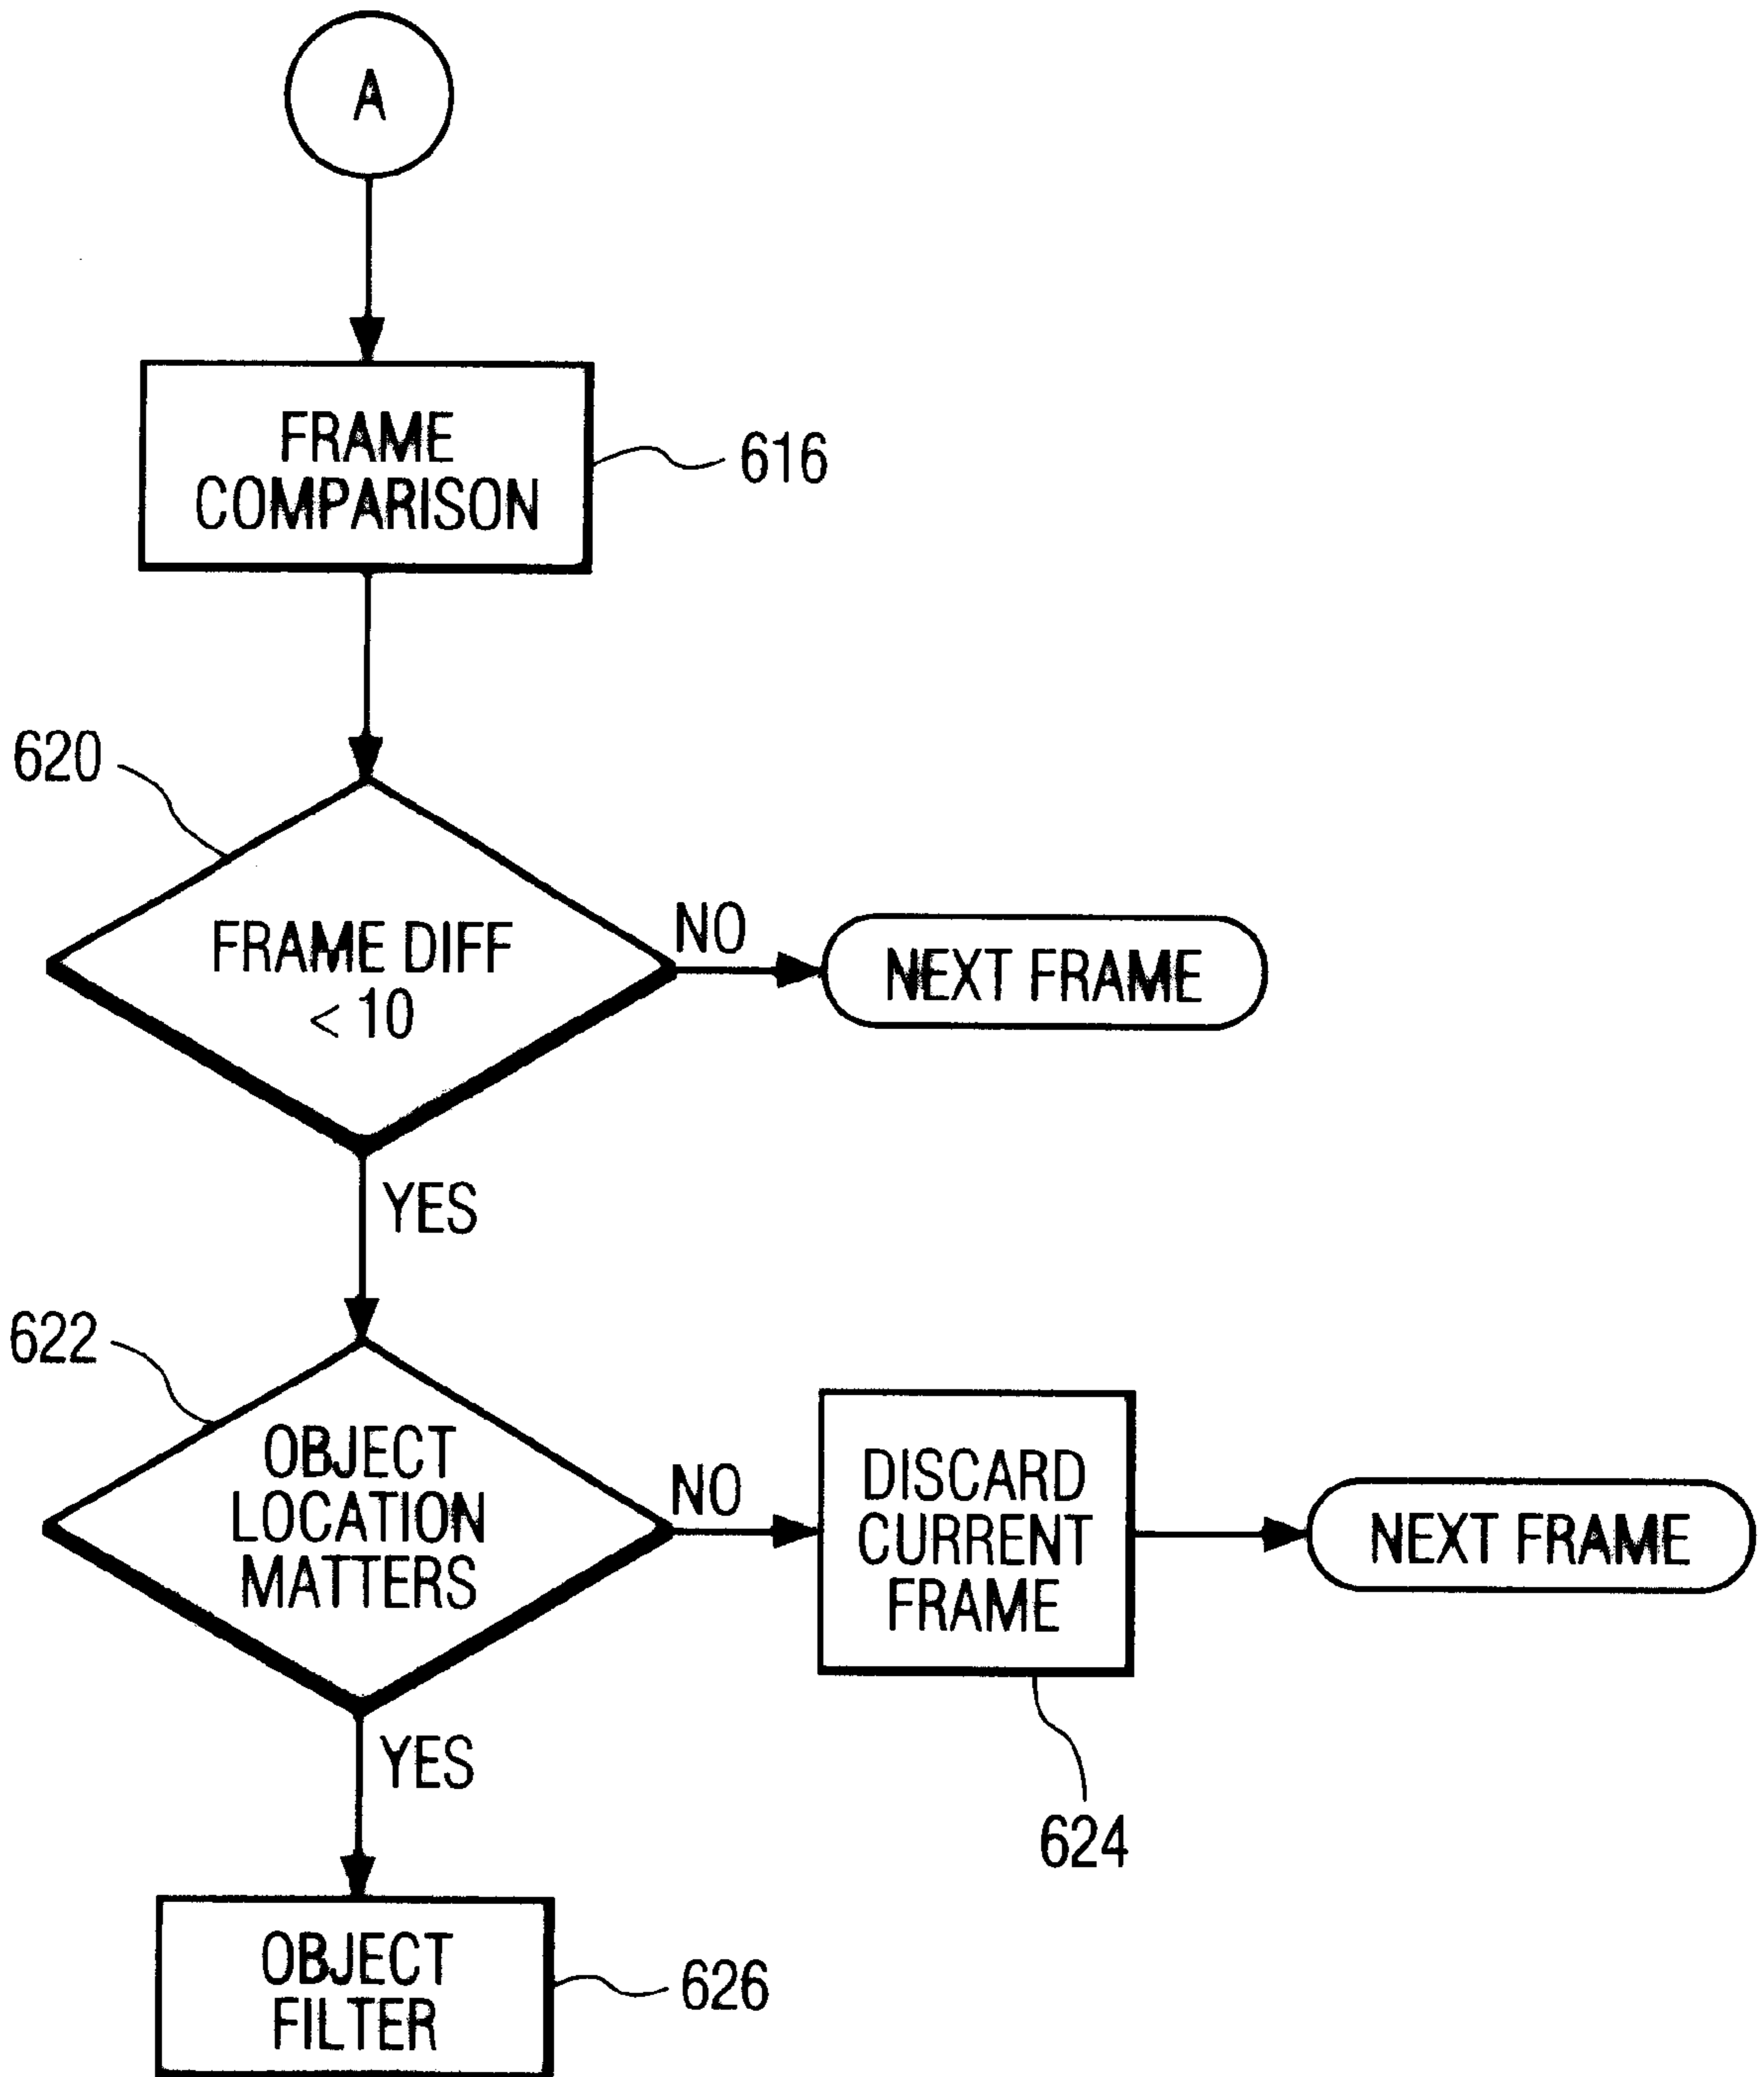 A
FRAME
COMPARISON
616
620
FRAME DIFF
< 10
NO
NEXT FRAME
YES
622
OBJECT
LOCATION
MATTERS
NO
DISCARD
CURRENT
FRAME
NEXT FRAME
624
YES
OBJECT
FILTER
626